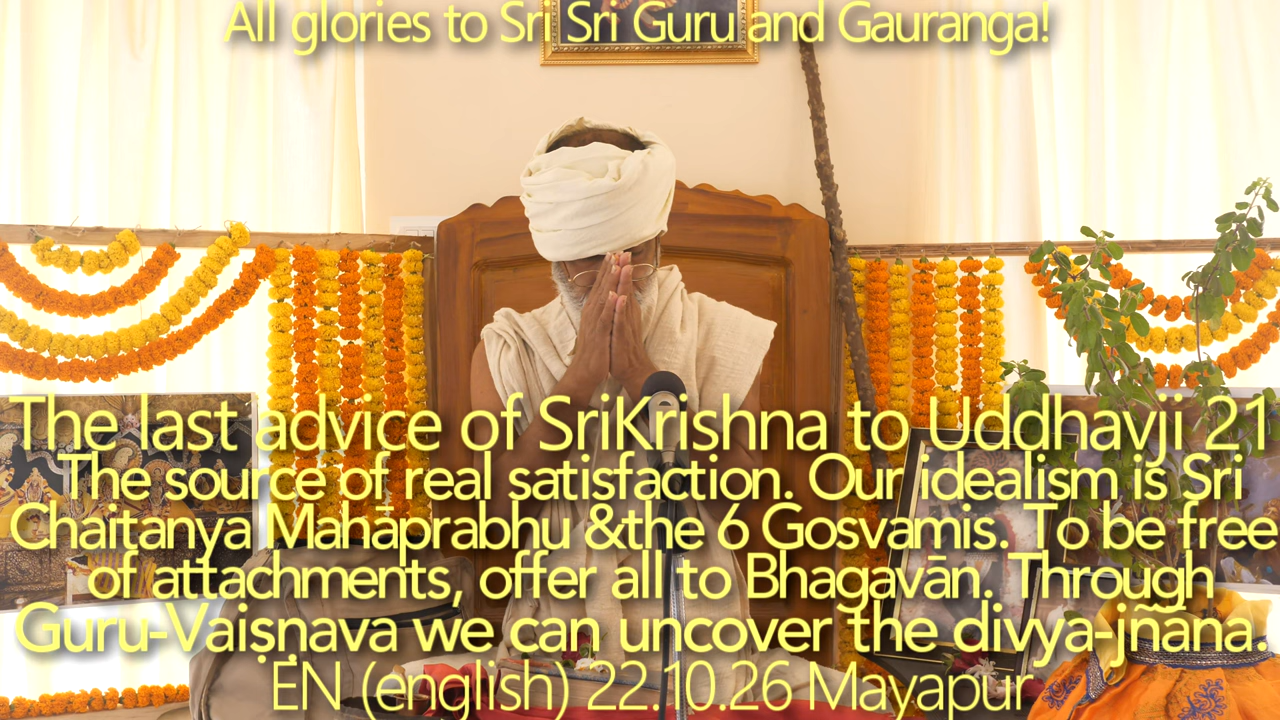 All glories to Sri Sri Guru and Gauranga!
The last advice of SriKrishna to Uddhavji 21
The source of real satisfaction. Our idealism is Sri
Chaitanya Mahāprabhu &the 6 Gosvamis. To be free
of attachments, offer all to Bhagavān. Through
Guru-Vaiṣṇava we can uncover the divya-jñāna.
EN (english) 22.10.26 Mayapur